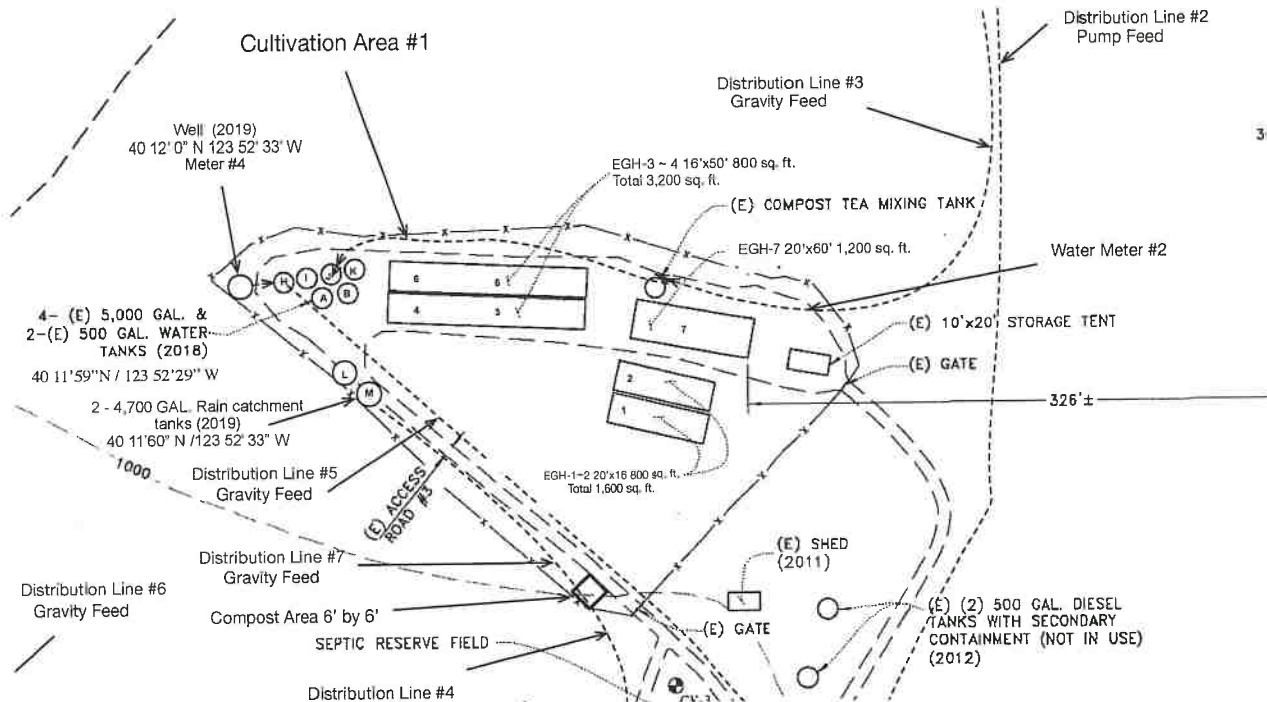 Distribution Line #2
Pump Feed
Cultivation Area #1
Distribution Line #3
Gravity Feed
Well (2019)
40 12' 0" N 123 52' 33' W
Meter #4
EGH-3 ~ 4 16'x50' 800 sq. ft.
Total 3,200 sq. ft.
(E) COMPOST TEA MIXING TANK
EGH-7 20'x60' 1,200 sq. ft.
Water Meter #2
H
I
J
K
A
B
6
4
7
4- (E) 5,000 GAL. &
2-(E) 500 GAL. WATER
TANKS (2018)
40 11'59"N / 123 52'29" W
(E) 10'x20' STORAGE TENT
(E) GATE
L
M
2
1
326'±
2 - 4,700 GAL. Rain catchment
tanks (2019)
40 11'60" N /123 52' 33" W
1000
Distribution Line #5
Gravity Feed
(E) ACCESS
ROAD #3
EGH-1-2 20'x16 800 sq. ft.
Total 1,600 sq. ft.
Distribution Line #7
Gravity Feed
(E) SHED
(2011)
Distribution Line #6
Gravity Feed
Compost Area 6' by 6'
(E) GATE
(E) (2) 500 GAL. DIESEL
TANKS WITH SECONDARY
CONTAINMENT (NOT IN USE)
(2012)
SEPTIC RESERVE FIELD
Distribution Line #4